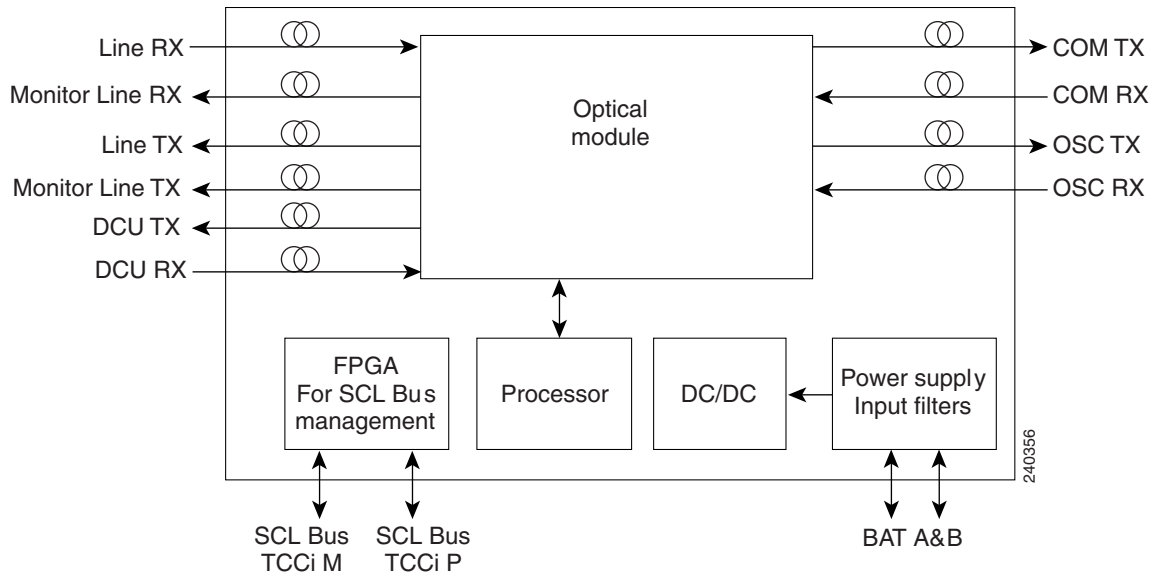 Line RX
Monitor Line RX
Line TX
Monitor Line TX
DCU TX
DCU RX
Optical
module
COM TX
COM RX
OSC TX
OSC RX
FPGA
For SCL Bus
management
Processor
DC/DC
Power supply
Input filters
240356
SCL Bus
TCCi M
SCL Bus
TCCi P
BAT A&B